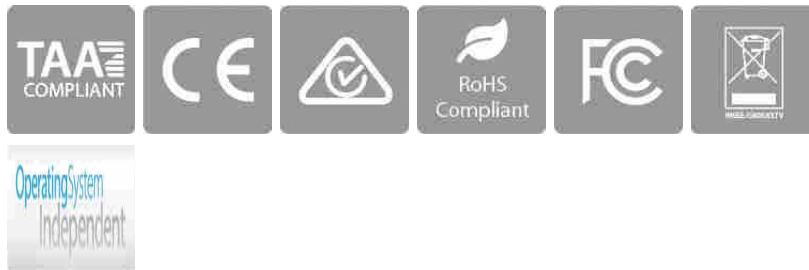 TAA
COMPLIANT
CE
RoHS
Compliant
FC
OperatingSystem
Independent